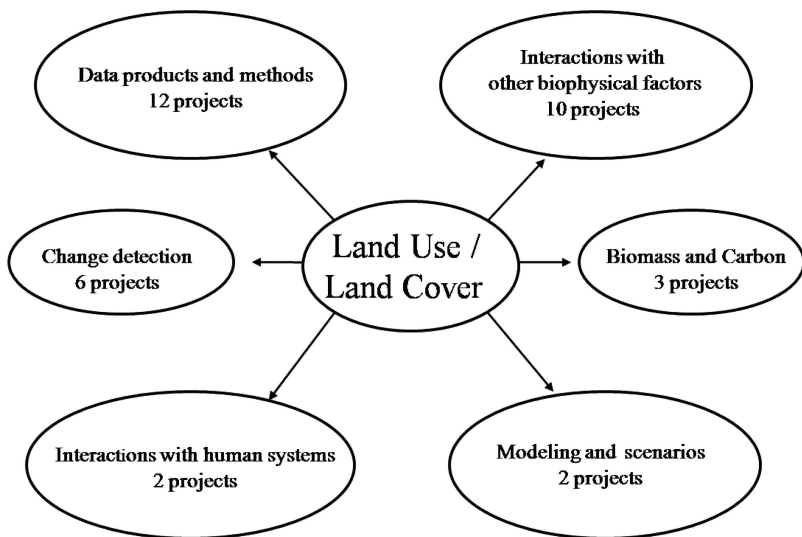 Data products and methods
12 projects
Interactions with
other biophysical factors
10 projects
Land Use /
Land Cover
Change detection
6 projects
Biomass and Carbon
3 projects
Interactions with human systems
2 projects
Modeling and scenarios
2 projects